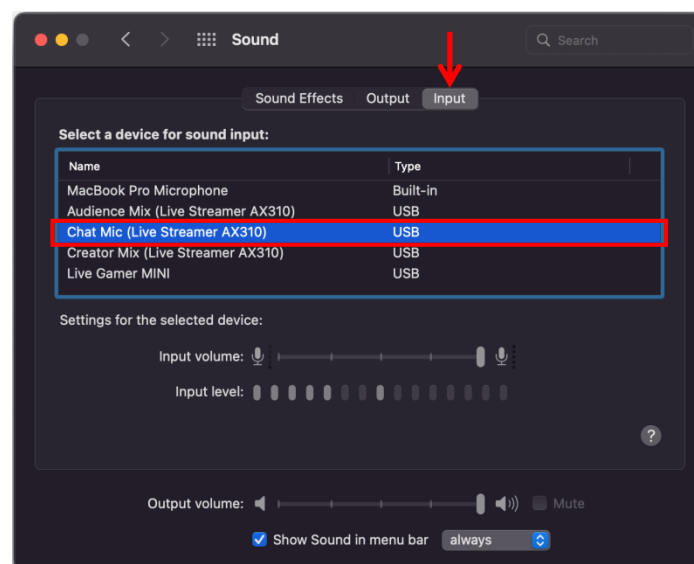 Sound
Search
Sound Effects Output Input
Select a device for sound input:
Name Type
MacBook Pro Microphone Built-in
Audience Mix (Live Streamer AX310) USB
Chat Mic (Live Streamer AX310) USB
Creator Mix (Live Streamer AX310) USB
Live Gamer MINI USB
Settings for the selected device:
Input volume:
Input level:
?
Output volume: Mute
Show Sound in menu bar always